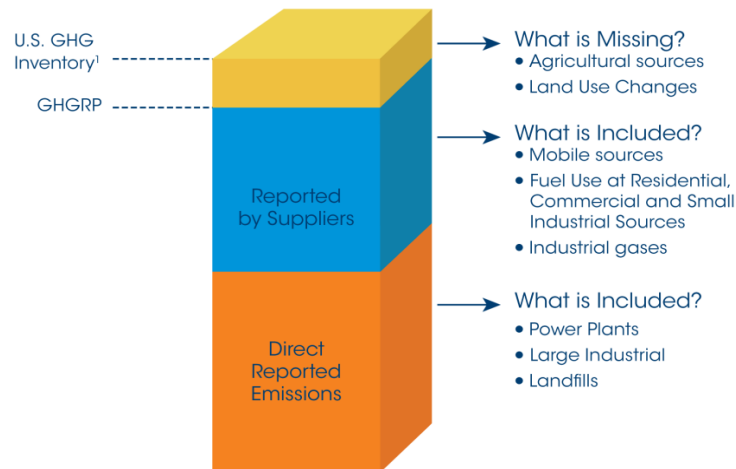 U.S. GHG
Inventory¹
GHGRP
Reported
by Suppliers
Direct
Reported
Emissions
What is Missing?
• Agricultural sources
• Land Use Changes
What is Included?
• Mobile sources
• Fuel Use at Residential,
Commercial and Small
Industrial Sources
• Industrial gases
What is Included?
• Power Plants
• Large Industrial
• Landfills